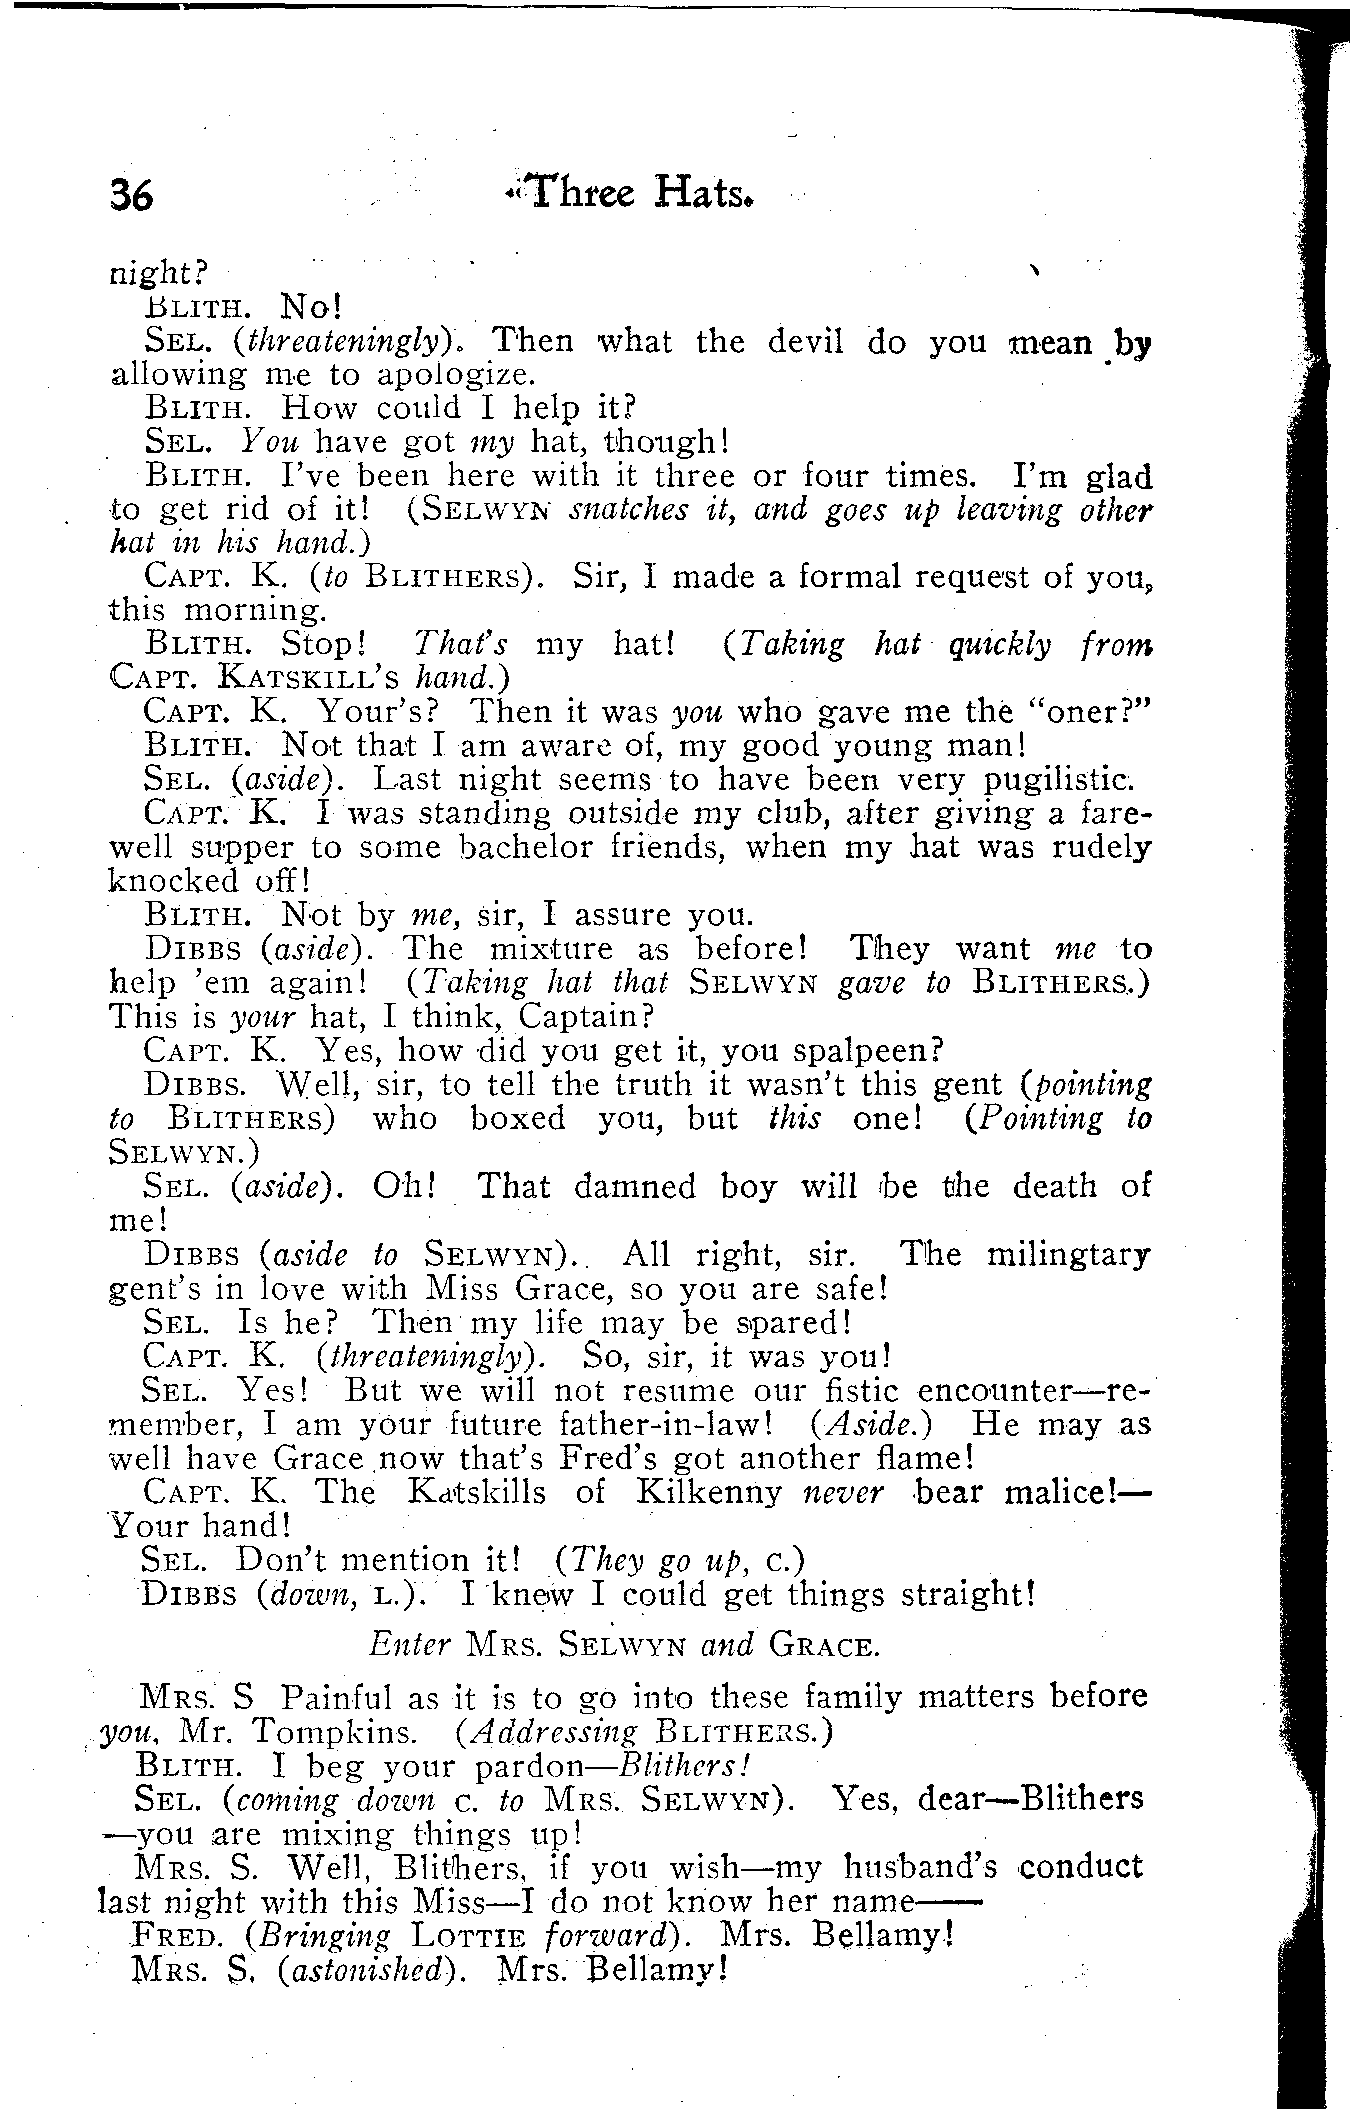 36 Three Hats.
night?
BLITH. No!
SEL. (threateningly). Then what the devil do you mean by
allowing me to apologize.
BLITH. How could I help it?
SEL. You have got my hat, though!
BLITH. I've been here with it three or four times. I'm glad
to get rid of it! (SELWYN snatches it, and goes up leaving other
hat in his hand.)
CAPT. K. (to BLITHERS). Sir, I made a formal request of you,
this morning.
BLITH. Stop! That's my hat! (Taking hat quickly from
CAPT. KATSKILL'S hand.)
CAPT. K. Your's? Then it was you who gave me the "oner?"
BLITH. Not that I am aware of, my good young man!
SEL. (aside). Last night seems to have been very pugilistic.
CAPT. K. I was standing outside my club, after giving a fare-
well supper to some bachelor friends, when my hat was rudely
knocked off!
BLITH. Not by me, sir, I assure you.
DIBBS (aside). The mixture as before! They want me to
help 'em again! (Taking hat that SELWYN gave to BLITHERS.)
This is your hat, I think, Captain?
CAPT. K. Yes, how did you get it, you spalpeen?
DIBBS. Well, sir, to tell the truth it wasn't this gent (pointing
to BLITHERS) who boxed you, but this one! (Pointing to
SELWYN.)
SEL. (aside). Oh! That damned boy will be the death of
me!
DIBBS (aside to SELWYN). All right, sir. The milingtary
gent's in love with Miss Grace, so you are safe!
SEL. Is he? Then my life may be spared!
CAPT. K. (threateningly). So, sir, it was you!
SEL. Yes! But we will not resume our fistic encounter—re-
member, I am your future father-in-law! (Aside.) He may as
well have Grace now that's Fred's got another flame!
CAPT. K. The Katskills of Kilkenny never bear malice!—
Your hand!
SEL. Don't mention it! (They go up, C.)
DIBBS (down, L.). I knew I could get things straight!
Enter MRS. SELWYN and GRACE.
MRS. S Painful as it is to go into these family matters before
you, Mr. Tompkins. (Addressing BLITHERS.)
BLITH. I beg your pardon—Blithers!
SEL. (coming down C. to MRS. SELWYN). Yes, dear—Blithers
—you are mixing things up!
MRS. S. Well, Blithers, if you wish—my husband's conduct
last night with this Miss—I do not know her name——
FRED. (Bringing LOTTIE forward). Mrs. Bellamy!
MRS. S. (astonished). Mrs. Bellamy!